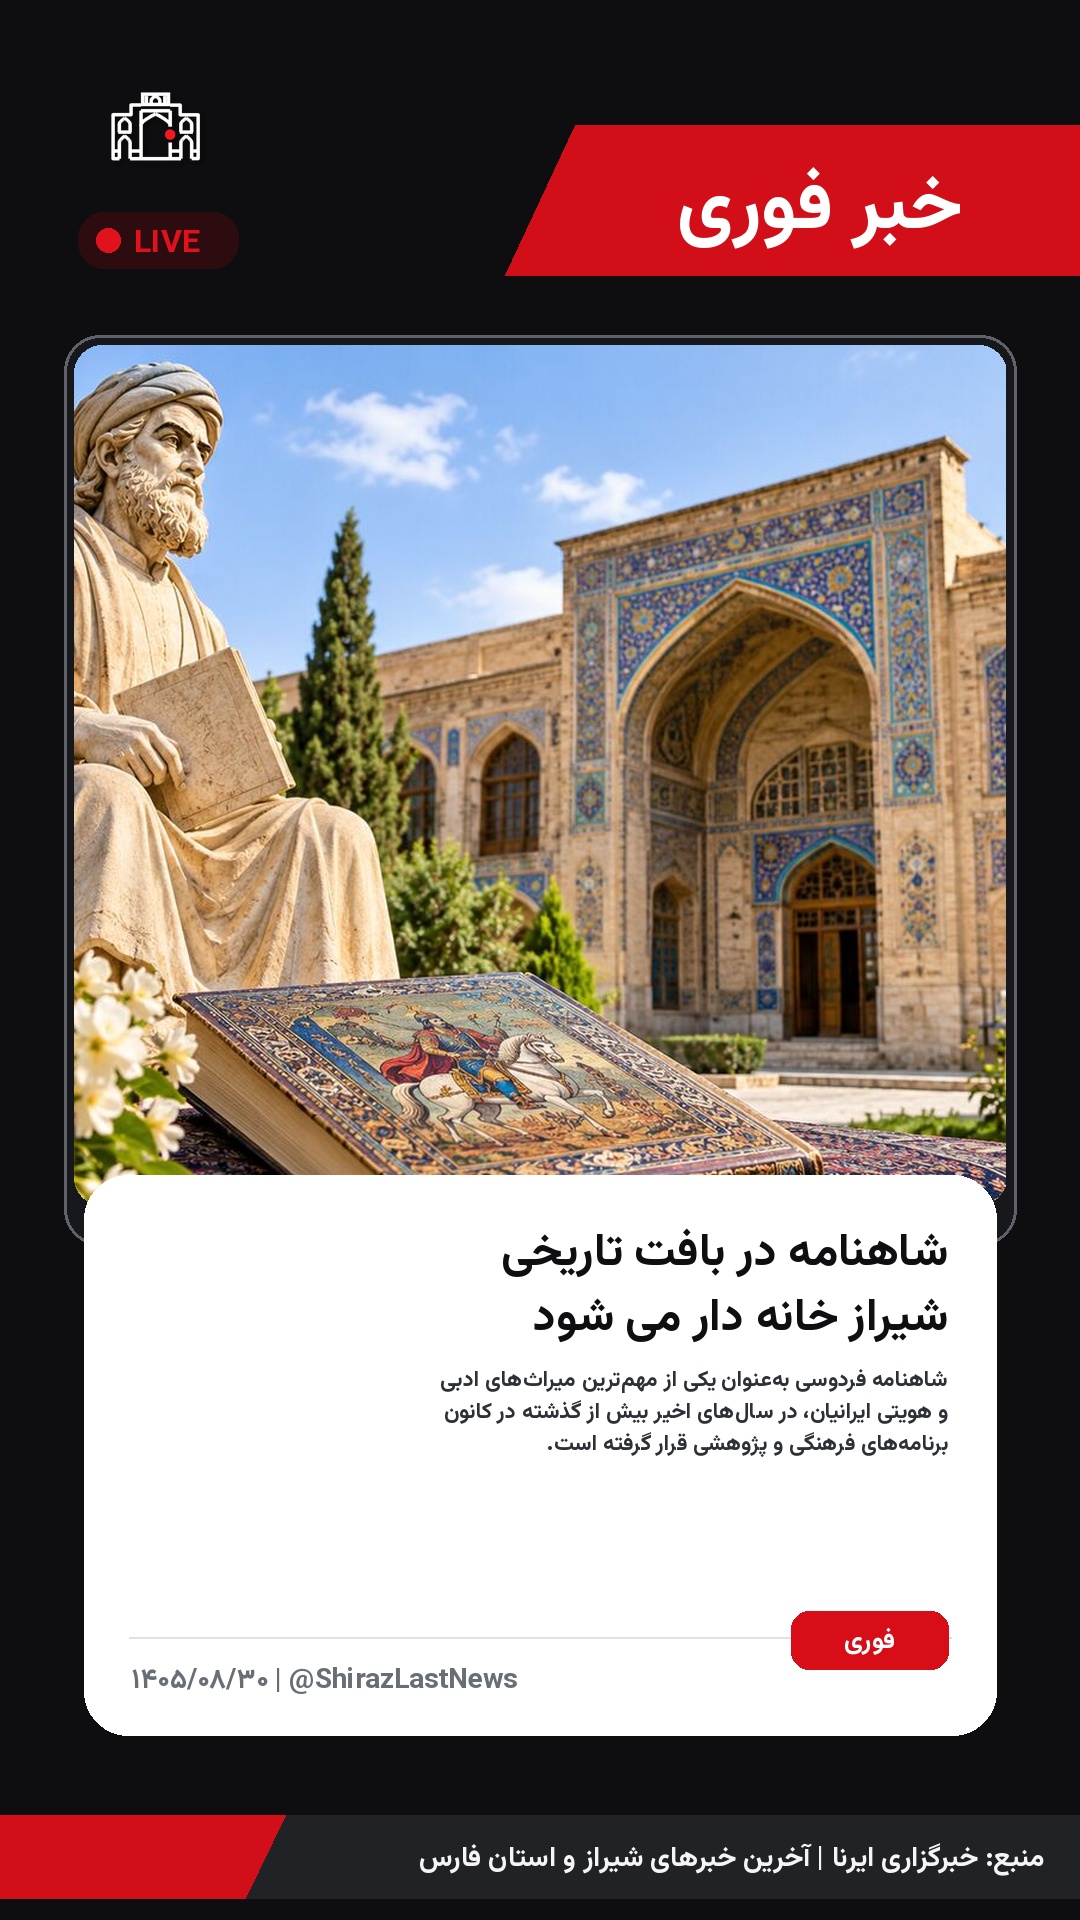 خبر فوری
LIVE
شاهنامه در بافت تاریخی
شیراز خانه دار می شود
شاهنامه فردوسی به‌عنوان یکی از مهم‌ترین میراث‌های ادبی
و هویتی ایرانیان، در سال‌های اخیر بیش از گذشته در کانون
برنامه‌های فرهنگی و پژوهشی قرار گرفته است.
فوری
۱۴۰۵/۰۸/۳۰ | @ShirazLastNews
منبع: خبرگزاری ایرنا | آخرین خبرهای شیراز و استان فارس